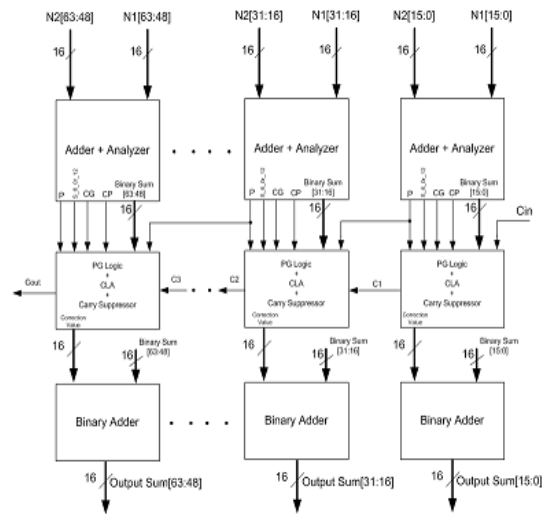 N2[63:48] N1[63:48] N2[31:16] N1[31:16] N2[15:0] N1[15:0]
16 16 16 16 16 16
Adder + Analyzer Adder + Analyzer Adder + Analyzer
P CG CP Binary Sum [63:48] P CG CP Binary Sum [31:16] P CG CP Binary Sum [15:0]
16 16 16
Cin
PG Logic PG Logic PG Logic
+ + +
Cout CLA C3 C2 CLA C1 CLA
+ + +
Carry Suppressor Carry Suppressor Carry Suppressor
Correction Correction Correction
Value Value Value
16 16 Binary Sum [63:48] 16 16 Binary Sum [31:16] 16 16 Binary Sum [15:0]
Binary Adder Binary Adder Binary Adder
16 Output Sum[63:48] 16 Output Sum[31:16] 16 Output Sum[15:0]